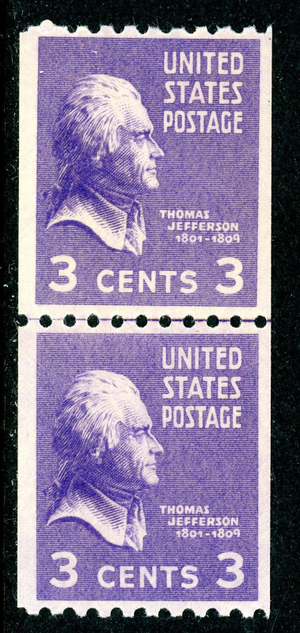 UNITED
STATES
POSTAGE
THOMAS
JEFFERSON
1801-1809
3 CENTS 3
UNITED
STATES
POSTAGE
THOMAS
JEFFERSON
1801-1809
3 CENTS 3